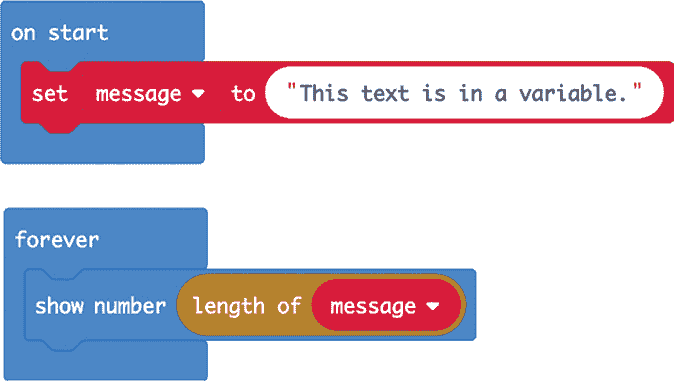 on start
set message to "This text is in a variable."
forever
show number length of message